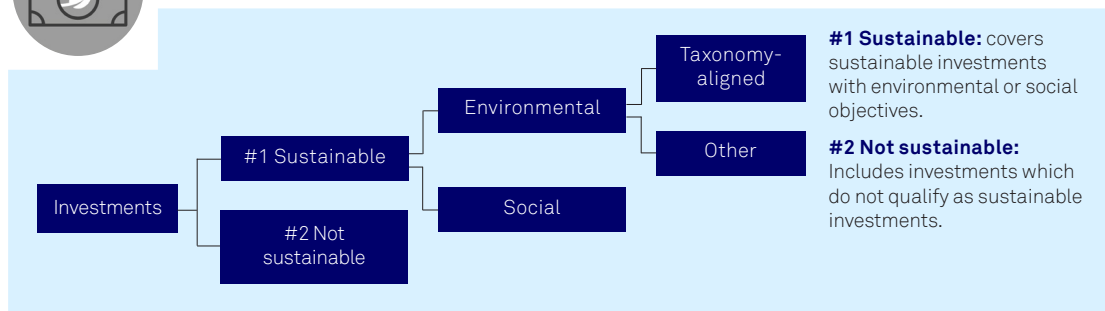 Taxonomy-
aligned
Environmental
Other
#1 Sustainable
Investments
Social
#2 Not
sustainable
#1 Sustainable: covers
sustainable investments
with environmental or social
objectives.
#2 Not sustainable:
Includes investments which
do not qualify as sustainable
investments.